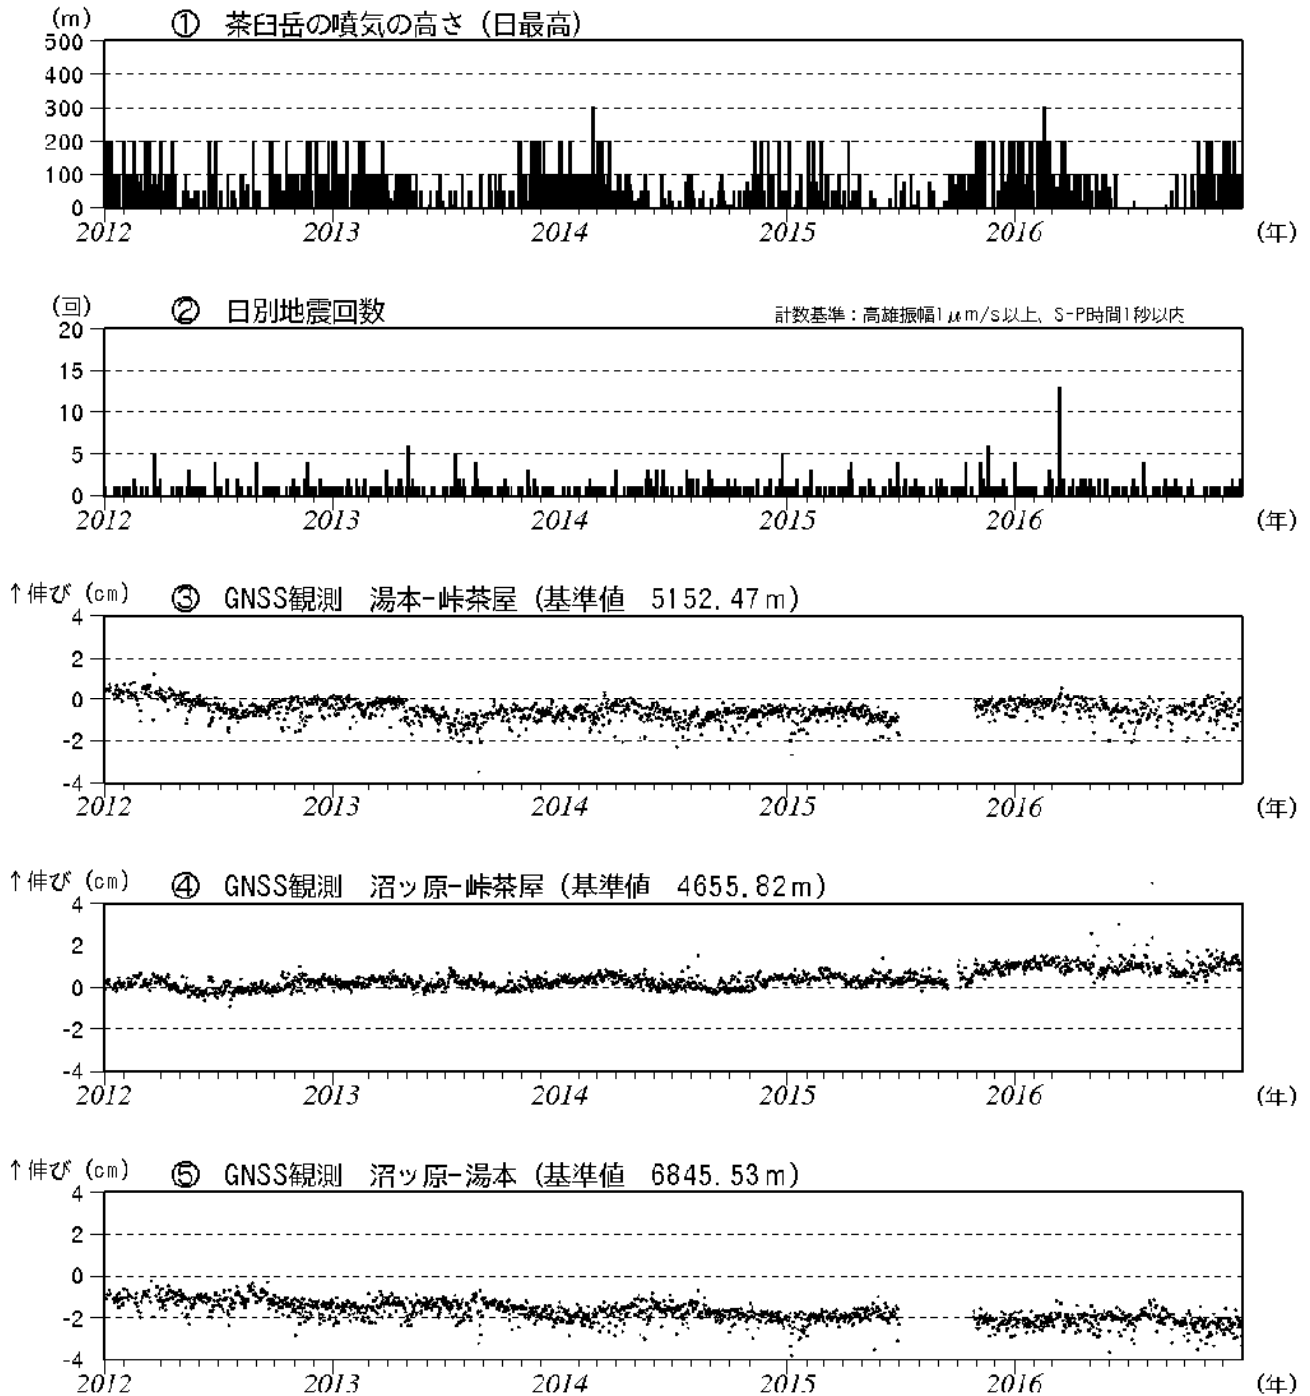 (m) ① 茶臼岳の噴気の高さ (日最高)
500
400
300
200
100
0
2012 2013 2014 2015 2016 (年)
(回) ② 日別地震回数 計数基準：高雄振幅1μm/s以上、S-P時間1秒以内
20
15
10
5
0
2012 2013 2014 2015 2016 (年)
↑伸び (cm) ③ GNSS観測 湯本-峠茶屋 (基準値 5152.47m)
4
2
0
-2
-4
2012 2013 2014 2015 2016 (年)
↑伸び (cm) ④ GNSS観測 沼ッ原-峠茶屋 (基準値 4655.82m)
4
2
0
-2
-4
2012 2013 2014 2015 2016 (年)
↑伸び (cm) ⑤ GNSS観測 沼ッ原-湯本 (基準値 6845.53m)
4
2
0
-2
-4
2012 2013 2014 2015 2016 (年)